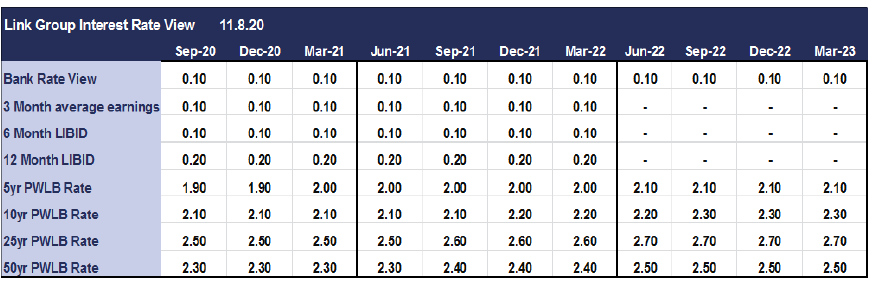 Link Group Interest Rate View 11.8.20
Sep-20 Dec-20 Mar-21 Jun-21 Sep-21 Dec-21 Mar-22 Jun-22 Sep-22 Dec-22 Mar-23
Bank Rate View 0.10 0.10 0.10 0.10 0.10 0.10 0.10 0.10 0.10 0.10 0.10
3 Month average earnings 0.10 0.10 0.10 0.10 0.10 0.10 0.10 - - - -
6 Month LIBID 0.10 0.10 0.10 0.10 0.10 0.10 0.10 - - - -
12 Month LIBID 0.20 0.20 0.20 0.20 0.20 0.20 0.20 - - - -
5yr PWLB Rate 1.90 1.90 2.00 2.00 2.00 2.00 2.00 2.10 2.10 2.10 2.10
10yr PWLB Rate 2.10 2.10 2.10 2.10 2.10 2.20 2.20 2.20 2.30 2.30 2.30
25yr PWLB Rate 2.50 2.50 2.50 2.50 2.60 2.60 2.60 2.70 2.70 2.70 2.70
50yr PWLB Rate 2.30 2.30 2.30 2.30 2.40 2.40 2.40 2.50 2.50 2.50 2.50